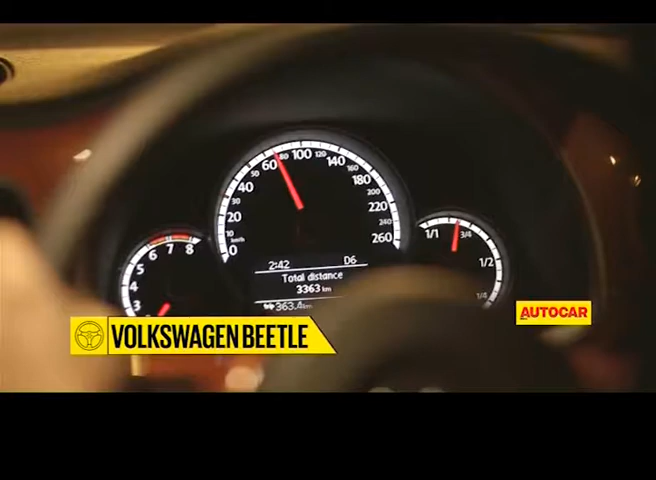 0 10 20 30 40 50 60 80 100 120 140 160 180 200 220 240 260
3 4 5 6 7 8
1/1 3/4 1/2 1/4
2:42 D6
Total distance
3363 km
363.4
VOLKSWAGEN BEETLE
AUTOCAR